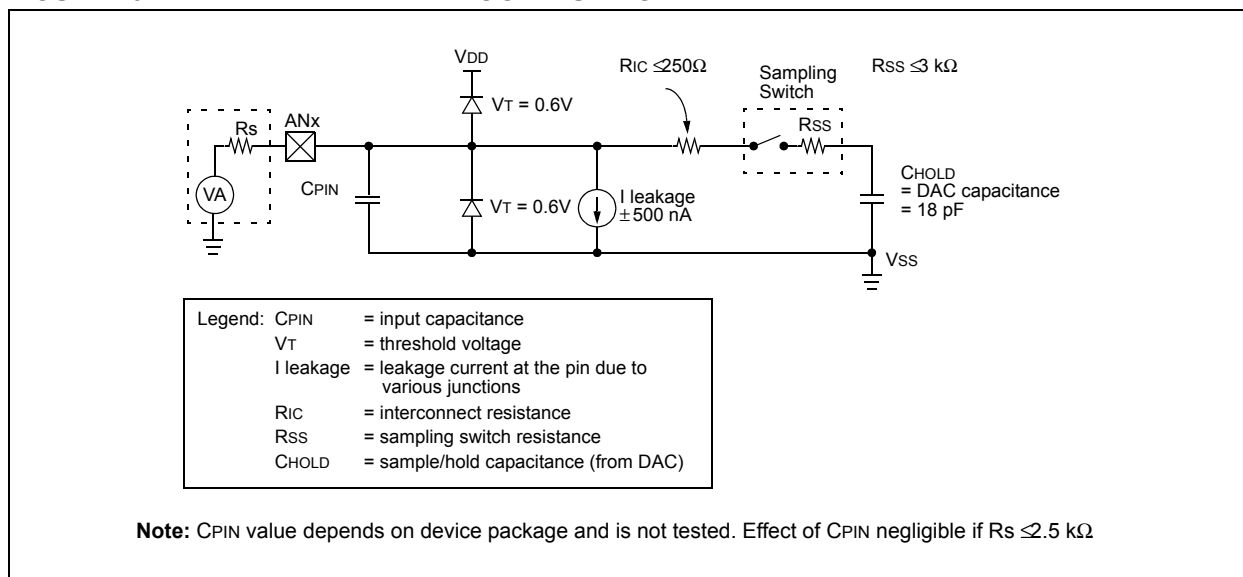 VDD
RIC ≤250Ω
Sampling
Switch
RSS ≤3 kΩ
VT = 0.6V
Rs
ANx
RSS
CPIN
VA
VT = 0.6V
I leakage
±500 nA
CHOLD
= DAC capacitance
= 18 pF
VSS
Legend: CPIN = input capacitance
VT = threshold voltage
I leakage = leakage current at the pin due to
various junctions
RIC = interconnect resistance
RSS = sampling switch resistance
CHOLD = sample/hold capacitance (from DAC)
Note: CPIN value depends on device package and is not tested. Effect of CPIN negligible if Rs ≤2.5 kΩ